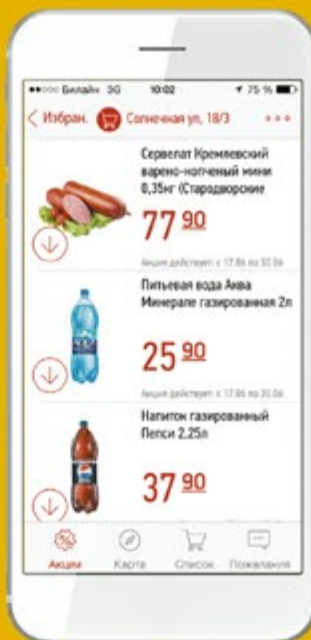 Билайн 3G 10:02 75 %
Избран. Солнечная ул, 18/3
Сервелат Кремлевский
варено-копченый мини
0,35кг (Стародворские
77 90
Акция действует: с 17.06 по 30.06
Питьевая вода Аква
Минерале газированная 2л
25 90
Акция действует: с 17.06 по 30.06
Напиток газированный
Пепси 2,25л
37 90
Акции Карта Список Пожелания